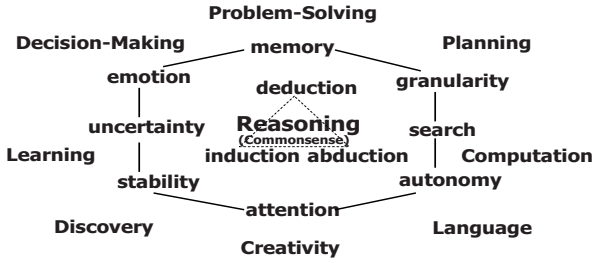 Problem-Solving
Decision-Making
memory
Planning
emotion
granularity
deduction
uncertainty
Reasoning
search
(Commonsense)
Learning
induction abduction
Computation
stability
autonomy
attention
Discovery
Language
Creativity